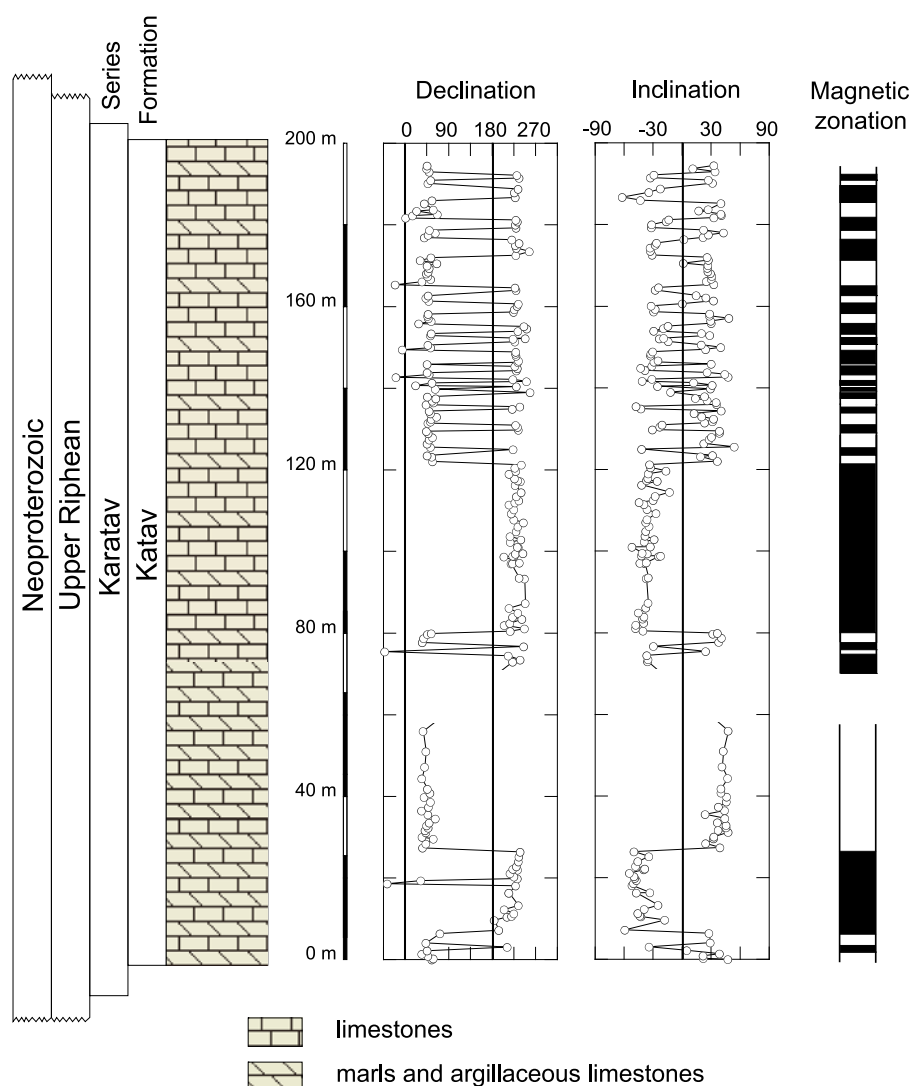 Neoproterozoic
Upper Riphean
Series
Karatav
Formation
Katav
Declination
0 90 180 270
Inclination
-90 -30 30 90
Magnetic
zonation
200 m
160 m
120 m
80 m
40 m
0 m
limestones
marls and argillaceous limestones